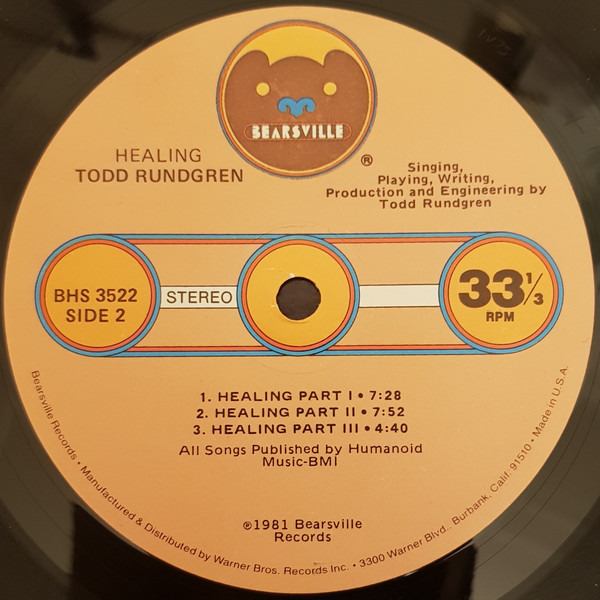 BEARSVILLE
®
HEALING
TODD RUNDGREN
Singing,
Playing, Writing,
Production and Engineering by
Todd Rundgren
BHS 3522
SIDE 2
STEREO
33 1/3
RPM
1. HEALING PART I • 7:28
2. HEALING PART II • 7:52
3. HEALING PART III • 4:40
All Songs Published by Humanoid
Music-BMI
℗1981 Bearsville
Records
Bearsville Records • Manufactured & Distributed by Warner Bros. Records Inc. • 3300 Warner Blvd., Burbank, Calif. 91510 • Made in U.S.A.